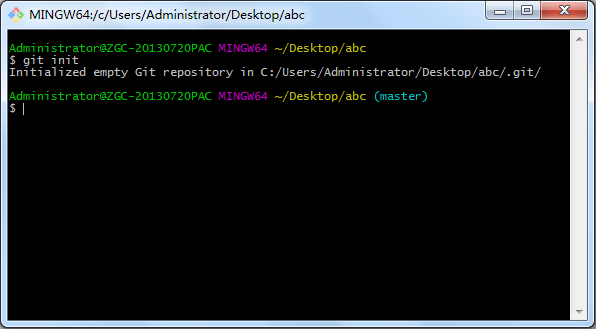 MINGW64:/c/Users/Administrator/Desktop/abc
Administrator@ZGC-20130720PAC MINGW64 ~/Desktop/abc
$ git init
Initialized empty Git repository in C:/Users/Administrator/Desktop/abc/.git/
Administrator@ZGC-20130720PAC MINGW64 ~/Desktop/abc (master)
$